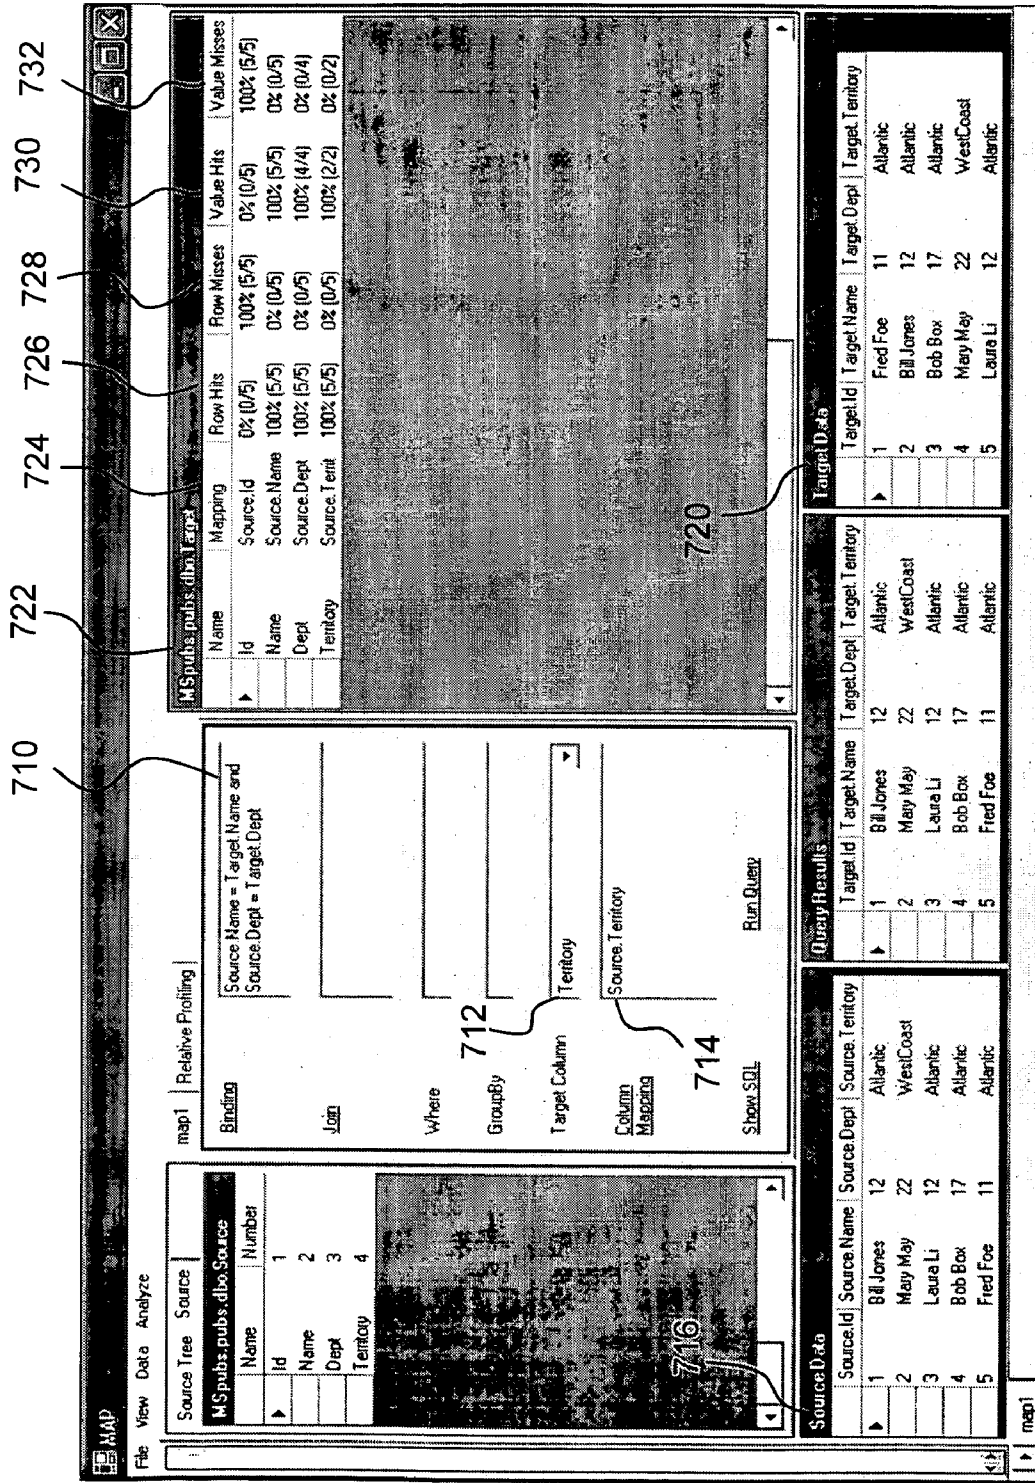 710 722 724 726 728 730 732
MAP
File View Data Analyze
Source Tree Source
MSpubs.pubs.dbo.Source
Name Number
Id 1
Name 2
Dept 3
Territory 4
716
map1 Relative Profiling
Binding
Source.Name = Target.Name and
Source.Dept = Target.Dept
Join
Where
GroupBy
Target Column Territory
712
Column
Mapping
Source.Territory
714
Show SQL Run Query
MSpubs.pubs.dbo.Target
Name Mapping Row Hits Row Misses Value Hits Value Misses
Id Source.Id 0% (0/5) 100% (5/5) 0% (0/5) 100% (5/5)
Name Source.Name 100% (5/5) 0% (0/5) 100% (5/5) 0% (0/5)
Dept Source.Dept 100% (5/5) 0% (0/5) 100% (4/4) 0% (0/4)
Territory Source.Territ 100% (5/5) 0% (0/5) 100% (2/2) 0% (0/2)
720
Source Data
Source.Id Source.Name Source.Dept Source.Territory
1 Bill Jones 12 Atlantic
2 Mary May 22 WestCoast
3 Laura Li 12 Atlantic
4 Bob Box 17 Atlantic
5 Fred Foe 11 Atlantic
Query Results
Target.Id Target.Name Target.Dept Target.Territory
1 Bill Jones 12 Atlantic
2 Mary May 22 WestCoast
3 Laura Li 12 Atlantic
4 Bob Box 17 Atlantic
5 Fred Foe 11 Atlantic
Target Data
Target.Id Target.Name Target.Dept Target.Territory
1 Fred Foe 11 Atlantic
2 Bill Jones 12 Atlantic
3 Bob Box 17 Atlantic
4 Mary May 22 WestCoast
5 Laura Li 12 Atlantic
map1